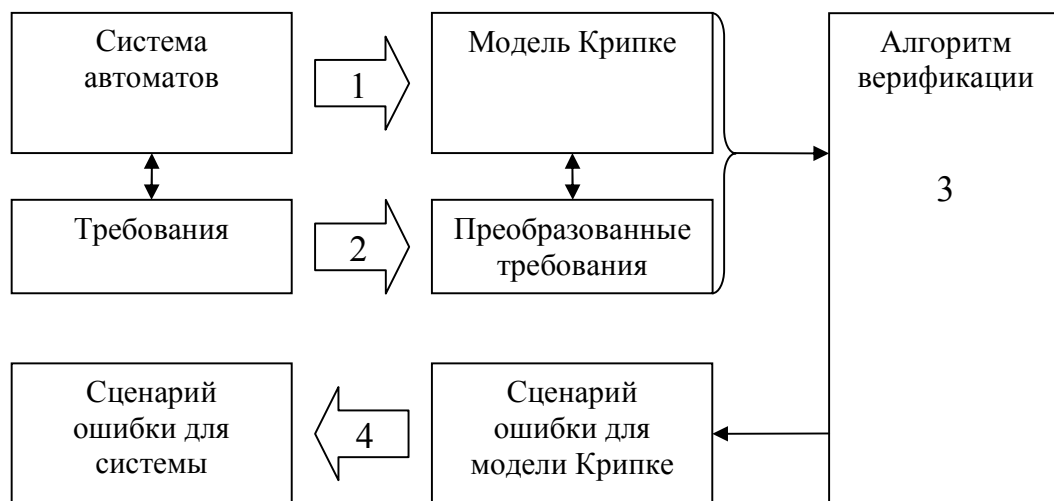 Система
автоматов
1
Модель Крипке
Алгоритм
верификации
3
Требования
2
Преобразованные
требования
Сценарий
ошибки для
системы
4
Сценарий
ошибки для
модели Крипке